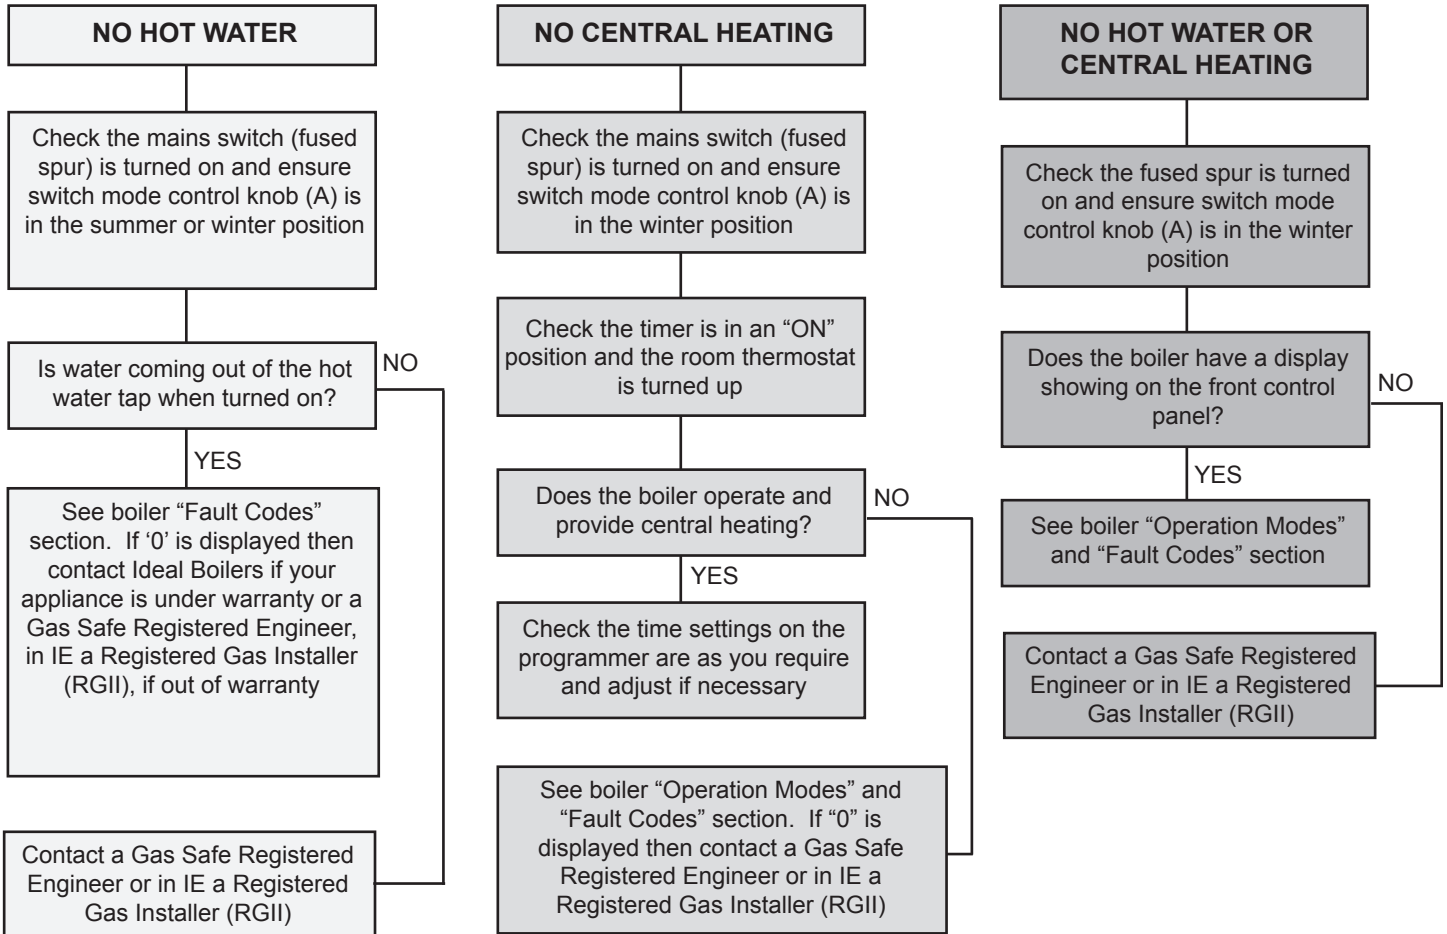 NO HOT WATER
Check the mains switch (fused
spur) is turned on and ensure
switch mode control knob (A) is
in the summer or winter position
Is water coming out of the hot
water tap when turned on?
NO
YES
See boiler “Fault Codes”
section.  If ‘0’ is displayed then
contact Ideal Boilers if your
appliance is under warranty or a
Gas Safe Registered Engineer,
in IE a Registered Gas Installer
(RGII), if out of warranty
Contact a Gas Safe Registered
Engineer or in IE a Registered
Gas Installer (RGII)
NO CENTRAL HEATING
Check the mains switch (fused
spur) is turned on and ensure
switch mode control knob (A) is
in the winter position
Check the timer is in an “ON”
position and the room thermostat
is turned up
Does the boiler operate and
provide central heating?
NO
YES
Check the time settings on the
programmer are as you require
and adjust if necessary
See boiler “Operation Modes” and
“Fault Codes” section.  If “0” is
displayed then contact a Gas Safe
Registered Engineer or in IE a
Registered Gas Installer (RGII)
NO HOT WATER OR
CENTRAL HEATING
Check the fused spur is turned
on and ensure switch mode
control knob (A) is in the winter
position
Does the boiler have a display
showing on the front control
panel?
NO
YES
See boiler “Operation Modes”
and “Fault Codes” section
Contact a Gas Safe Registered
Engineer or in IE a Registered
Gas Installer (RGII)